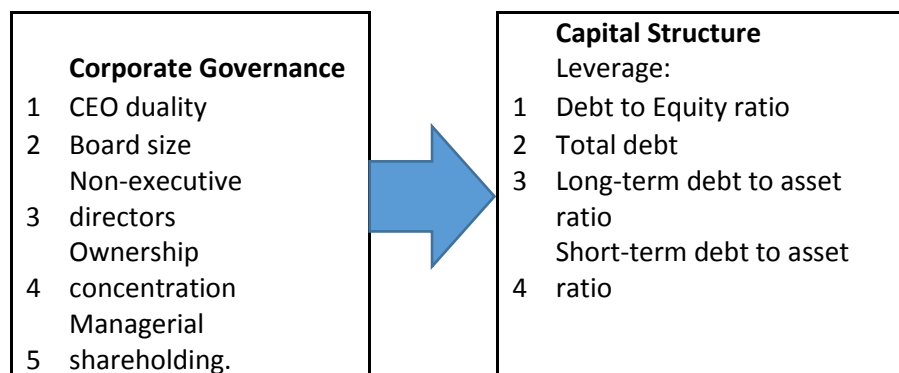 Corporate Governance
1 CEO duality
2 Board size
Non-executive
3 directors
Ownership
4 concentration
Managerial
5 shareholding.
Capital Structure
Leverage:
1 Debt to Equity ratio
2 Total debt
3 Long-term debt to asset
ratio
Short-term debt to asset
4 ratio